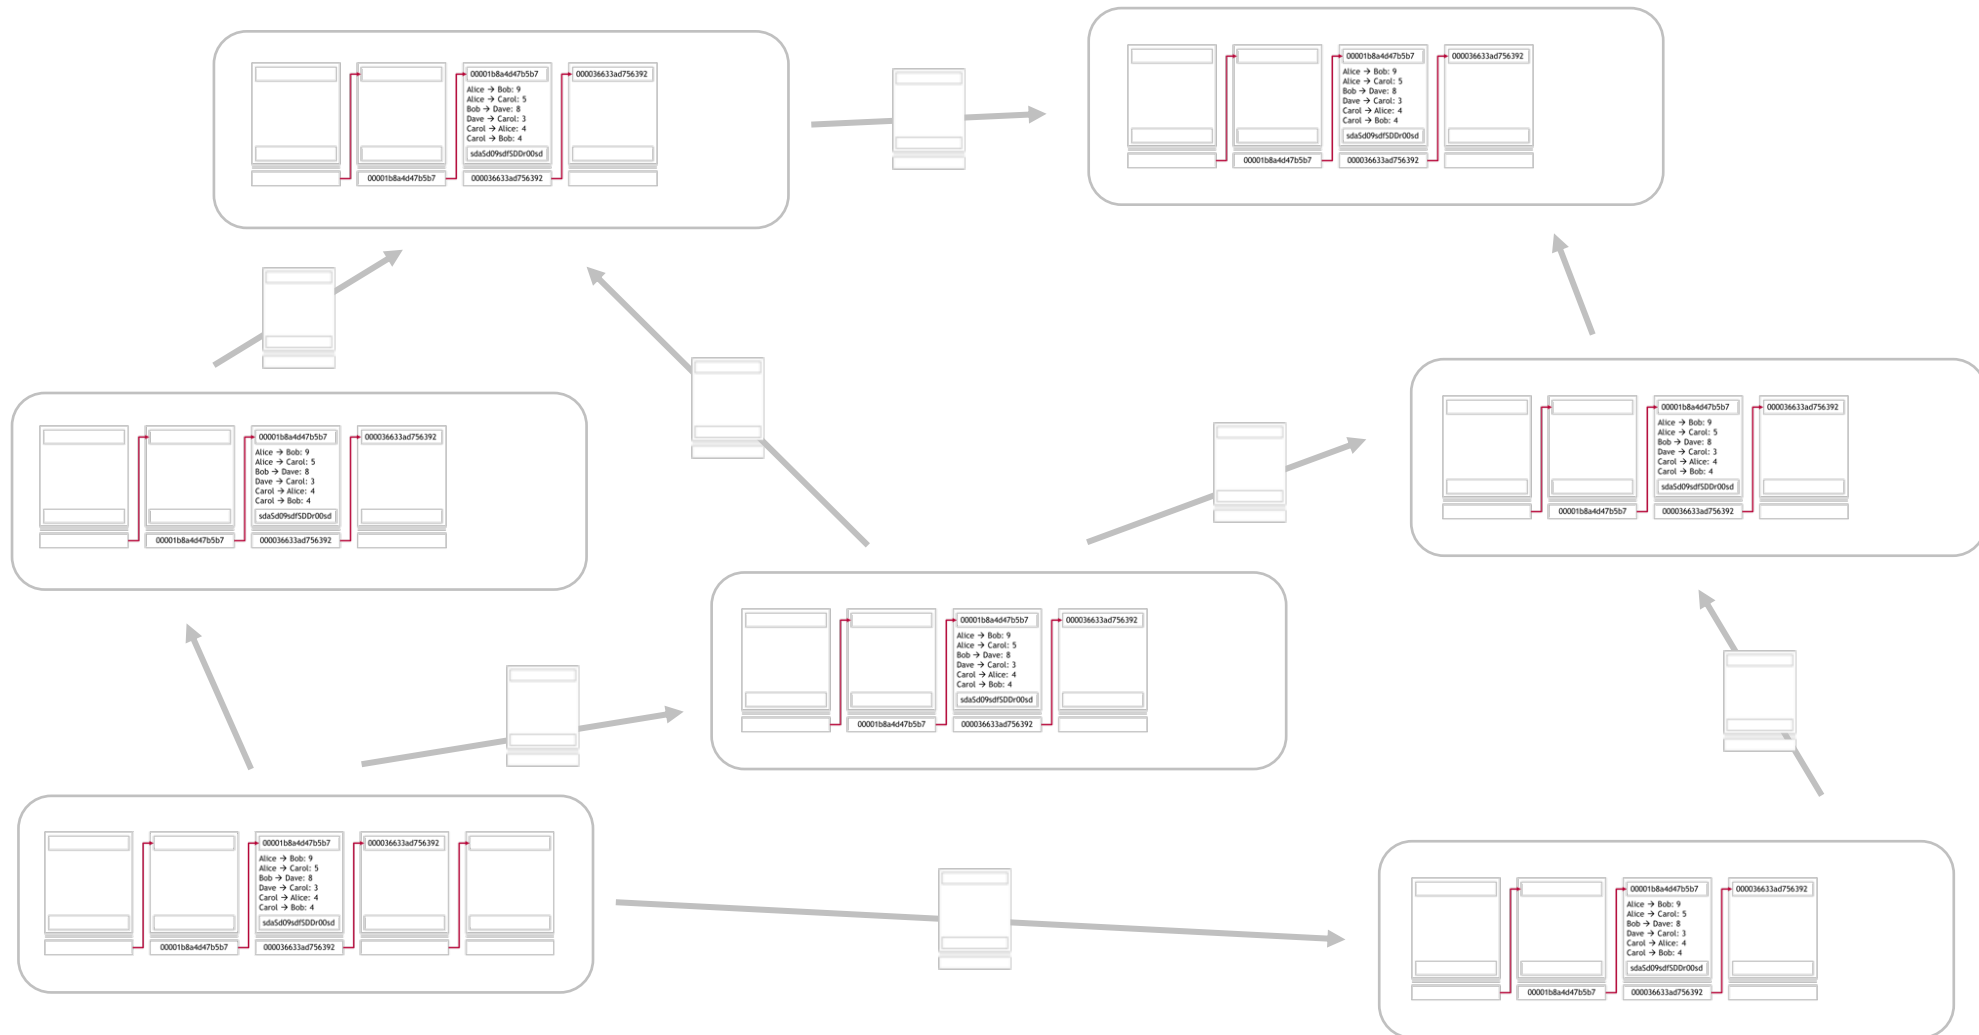 00001b8a4d47b5b7
000036633ad756392
Alice → Bob: 9
Alice → Carol: 5
Bob → Dave: 8
Dave → Carol: 3
Carol → Alice: 4
Carol → Bob: 4
sdaSd09sdfSDDr00sd
00001b8a4d47b5b7
000036633ad756392
00001b8a4d47b5b7
000036633ad756392
Alice → Bob: 9
Alice → Carol: 5
Bob → Dave: 8
Dave → Carol: 3
Carol → Alice: 4
Carol → Bob: 4
sdaSd09sdfSDDr00sd
00001b8a4d47b5b7
000036633ad756392
00001b8a4d47b5b7
000036633ad756392
Alice → Bob: 9
Alice → Carol: 5
Bob → Dave: 8
Dave → Carol: 3
Carol → Alice: 4
Carol → Bob: 4
sdaSd09sdfSDDr00sd
00001b8a4d47b5b7
000036633ad756392
00001b8a4d47b5b7
000036633ad756392
Alice → Bob: 9
Alice → Carol: 5
Bob → Dave: 8
Dave → Carol: 3
Carol → Alice: 4
Carol → Bob: 4
sdaSd09sdfSDDr00sd
00001b8a4d47b5b7
000036633ad756392
00001b8a4d47b5b7
000036633ad756392
Alice → Bob: 9
Alice → Carol: 5
Bob → Dave: 8
Dave → Carol: 3
Carol → Alice: 4
Carol → Bob: 4
sdaSd09sdfSDDr00sd
00001b8a4d47b5b7
000036633ad756392
00001b8a4d47b5b7
000036633ad756392
Alice → Bob: 9
Alice → Carol: 5
Bob → Dave: 8
Dave → Carol: 3
Carol → Alice: 4
Carol → Bob: 4
sdaSd09sdfSDDr00sd
00001b8a4d47b5b7
000036633ad756392
00001b8a4d47b5b7
000036633ad756392
Alice → Bob: 9
Alice → Carol: 5
Bob → Dave: 8
Dave → Carol: 3
Carol → Alice: 4
Carol → Bob: 4
sdaSd09sdfSDDr00sd
00001b8a4d47b5b7
000036633ad756392